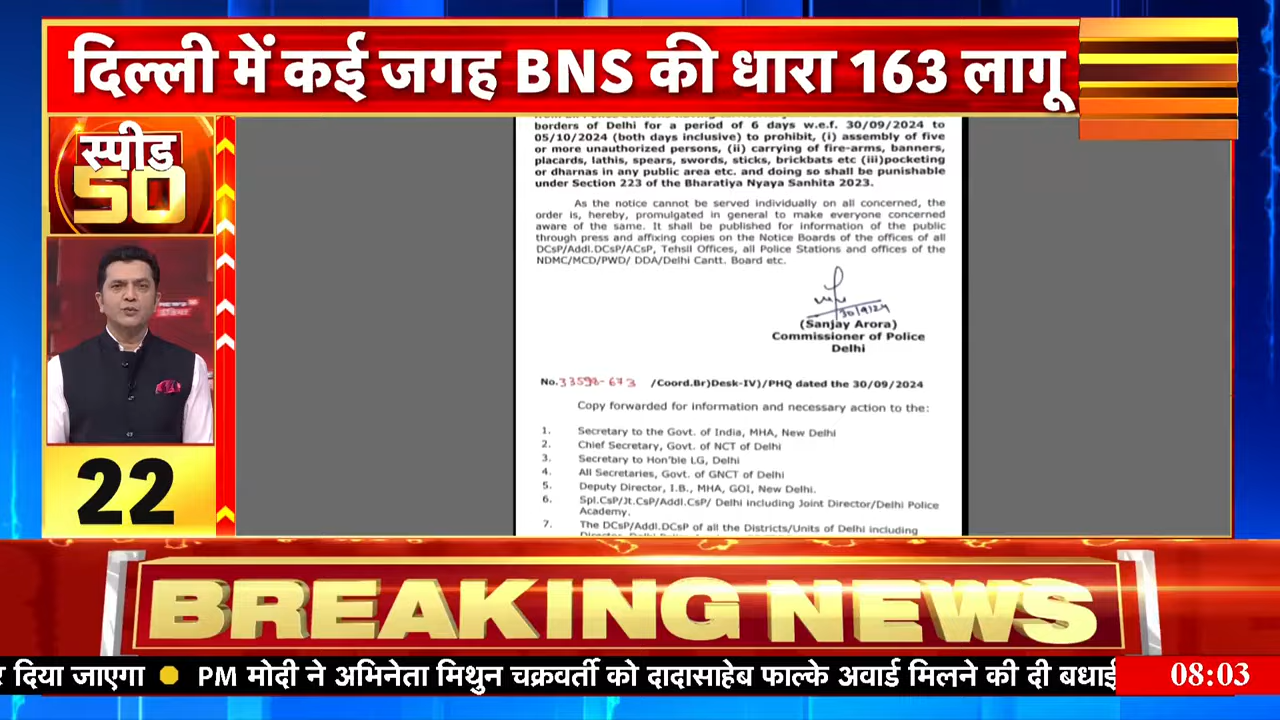 दिल्ली में कई जगह BNS की धारा 163 लागू
स्पीड
50
22
borders of Delhi for a period of 6 days w.e.f. 30/09/2024 to
05/10/2024 (both days inclusive) to prohibit, (i) assembly of five
or more unauthorized persons, (ii) carrying of fire-arms, banners,
placards, lathis, spears, swords, sticks, brickbats etc (iii)pocketing
or dharnas in any public area etc. and doing so shall be punishable
under Section 223 of the Bharatiya Nyaya Sanhita 2023.
As the notice cannot be served individually on all concerned, the
order is, hereby, promulgated in general to make everyone concerned
aware of the same. It shall be published for information of the public
through press and affixing copies on the Notice Boards of the offices of all
DCsP/Addl.DCsP/ACsP, Tehsil Offices, all Police Stations and offices of the
NDMC/MCD/PWD/ DDA/Delhi Cantt. Board etc.
30/9/24
(Sanjay Arora)
Commissioner of Police
Delhi
No.33598-673 /Coord.Br)Desk-IV)/PHQ dated the 30/09/2024
Copy forwarded for information and necessary action to the:
1. Secretary to the Govt. of India, MHA, New Delhi
2. Chief Secretary, Govt. of NCT of Delhi
3. Secretary to Hon'ble LG, Delhi
4. All Secretaries, Govt. of GNCT of Delhi
5. Deputy Director, I.B., MHA, GOI, New Delhi.
6. Spl.CsP/Jt.CsP/Addl.CsP/ Delhi including Joint Director/Delhi Police
Academy.
7. The DCsP/Addl.DCsP of all the Districts/Units of Delhi including
BREAKING NEWS
दिया जाएगा PM मोदी ने अभिनेता मिथुन चक्रवर्ती को दादासाहेब फाल्के अवार्ड मिलने की दी बधाई
08:03